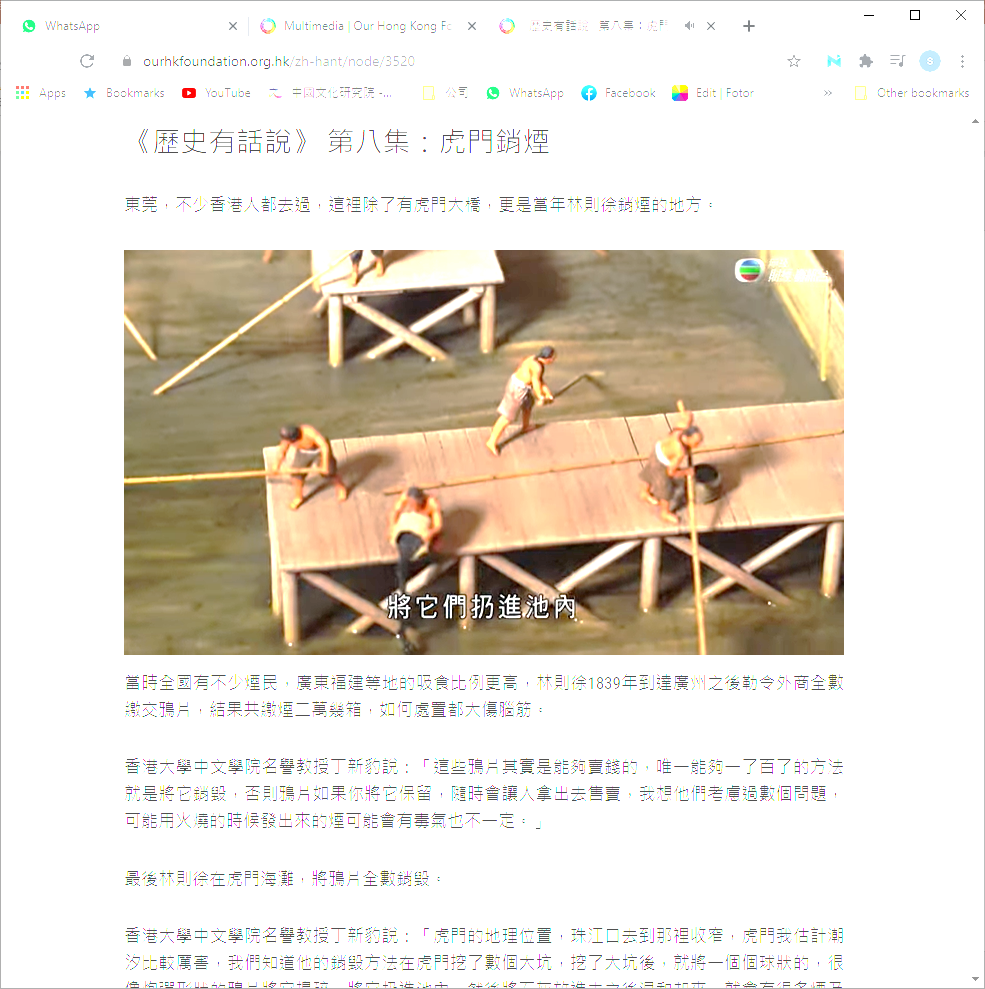 WhatsApp
Multimedia | Our Hong Kong Fo
歷史有話說 第八集：虎門
ourhkfoundation.org.hk/zh-hant/node/3520
S
Apps
Bookmarks
YouTube
中國文化研究院 -...
公司
WhatsApp
Facebook
Edit | Fotor
Other bookmarks
《歷史有話說》 第八集：虎門銷煙
東莞，不少香港人都去過，這裡除了有虎門大橋，更是當年林則徐銷煙的地方。
將它們扔進池內
當時全國有不少煙民，廣東福建等地的吸食比例更高，林則徐1839年到達廣州之後勒令外商全數
繳交鴉片，結果共繳煙二萬幾箱，如何處置都大傷腦筋。
香港大學中文學院名譽教授丁新豹說：「這些鴉片其實是能夠賣錢的，唯一能夠一了百了的方法
就是將它銷毀，否則鴉片如果你將它保留，隨時會讓人拿出去售賣，我想他們考慮過數個問題，
可能用火燒的時候發出來的煙可能會有毒氣也不一定。」
最後林則徐在虎門海灘，將鴉片全數銷毀。
香港大學中文學院名譽教授丁新豹說：「虎門的地理位置，珠江口去到那裡收窄，虎門我估計潮
汐比較厲害，我們知道他的銷毀方法在虎門挖了數個大坑，挖了大坑後，就將一個個球狀的，很